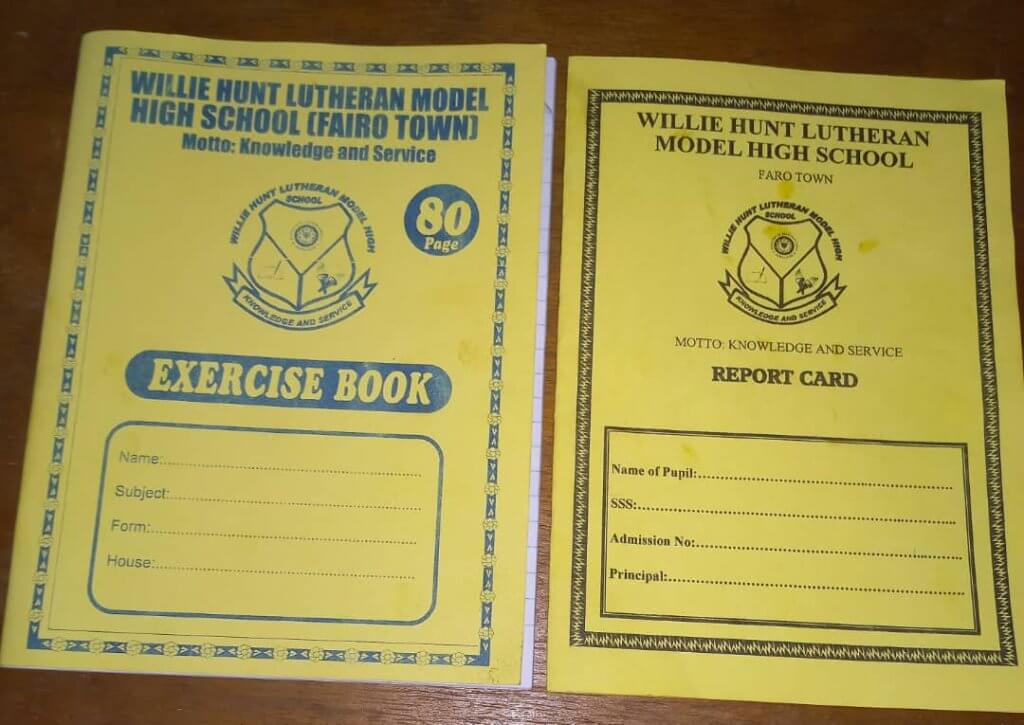 WILLIE HUNT LUTHERAN MODEL
HIGH SCHOOL (FAIRO TOWN)
Motto: Knowledge and Service
WILLIE HUNT LUTHERAN MODEL HIGH
SCHOOL
KNOWLEDGE AND SERVICE
80
Page
EXERCISE BOOK
Name:
Subject:
Form:
House:
WILLIE HUNT LUTHERAN
MODEL HIGH SCHOOL
FARO TOWN
WILLIE HUNT LUTHERAN MODEL HIGH
SCHOOL
KNOWLEDGE AND SERVICE
MOTTO: KNOWLEDGE AND SERVICE
REPORT CARD
Name of Pupil:
SSS:
Admission No:
Principal: